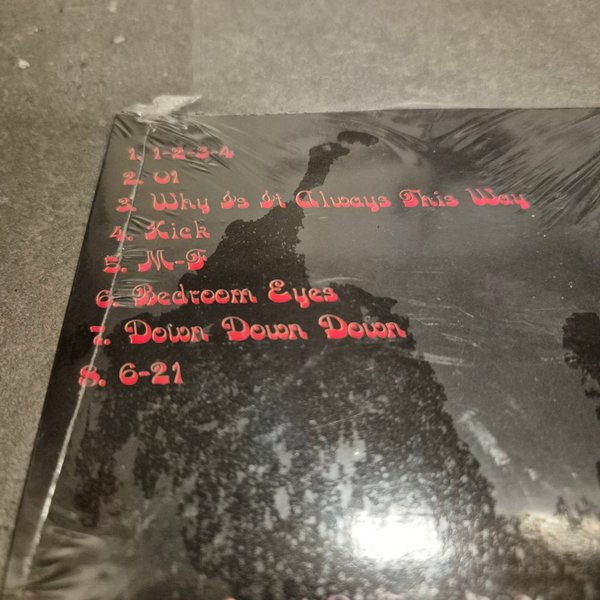 1. 1-2-3-4
2. U1
3. Why Is It Always This Way
4. Kick
5. M-F
6. Bedroom Eyes
7. Down Down Down
8. 6-21